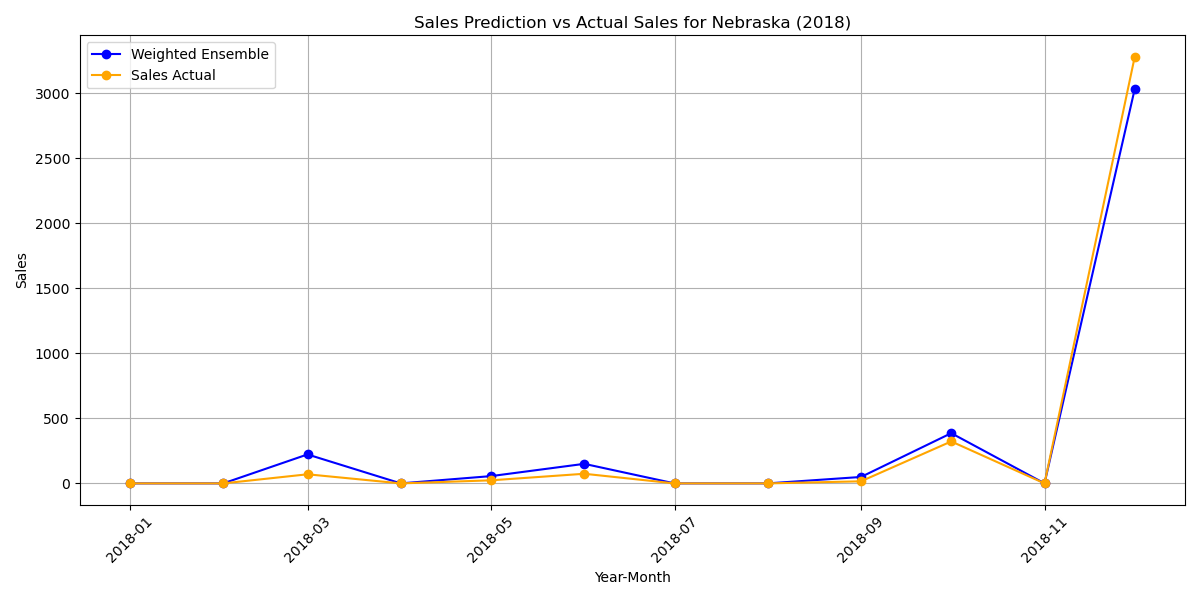 Sales Prediction vs Actual Sales for Nebraska (2018)
Weighted Ensemble
Sales Actual
3000
2500
2000
1500
1000
500
0
Sales
2018-01
2018-03
2018-05
2018-07
2018-09
2018-11
Year-Month